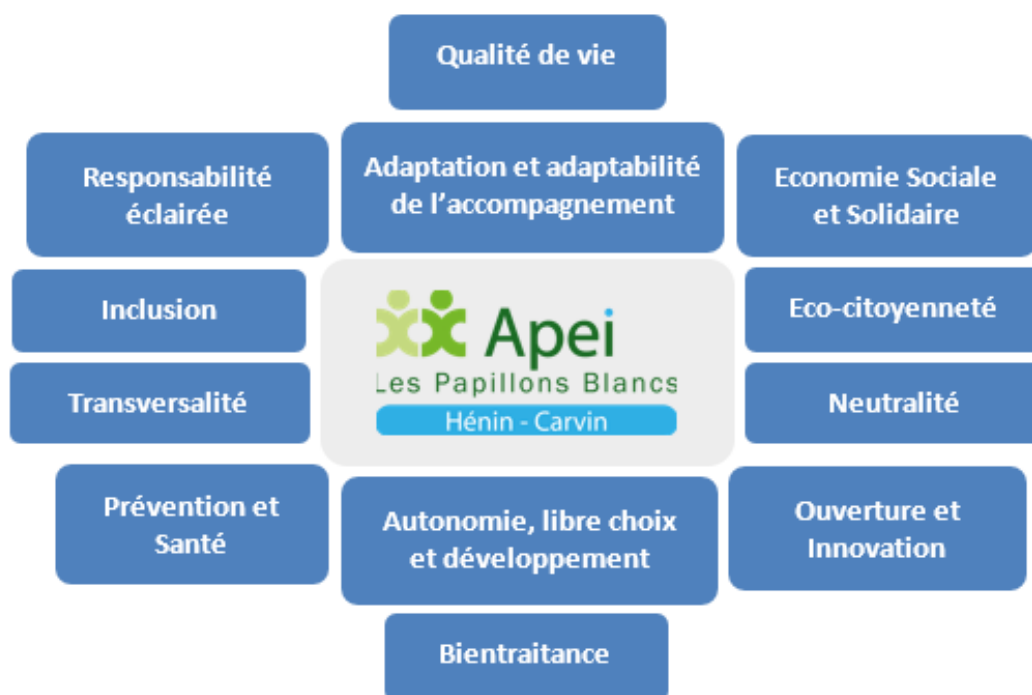 Qualité de vie
Responsabilité
éclairée
Adaptation et adaptabilité
de l'accompagnement
Economie Sociale
et Solidaire
Inclusion
Apei
Les Papillons Blancs
Hénin - Carvin
Eco-citoyenneté
Transversalité
Neutralité
Prévention et
Santé
Autonomie, libre choix
et développement
Ouverture et
Innovation
Bientraitance